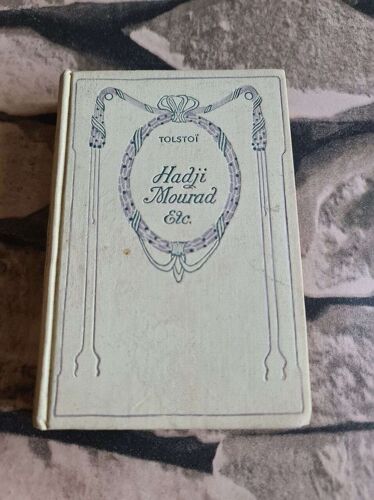 TOLSTOÏ
Hadji
Mourad
Etc.